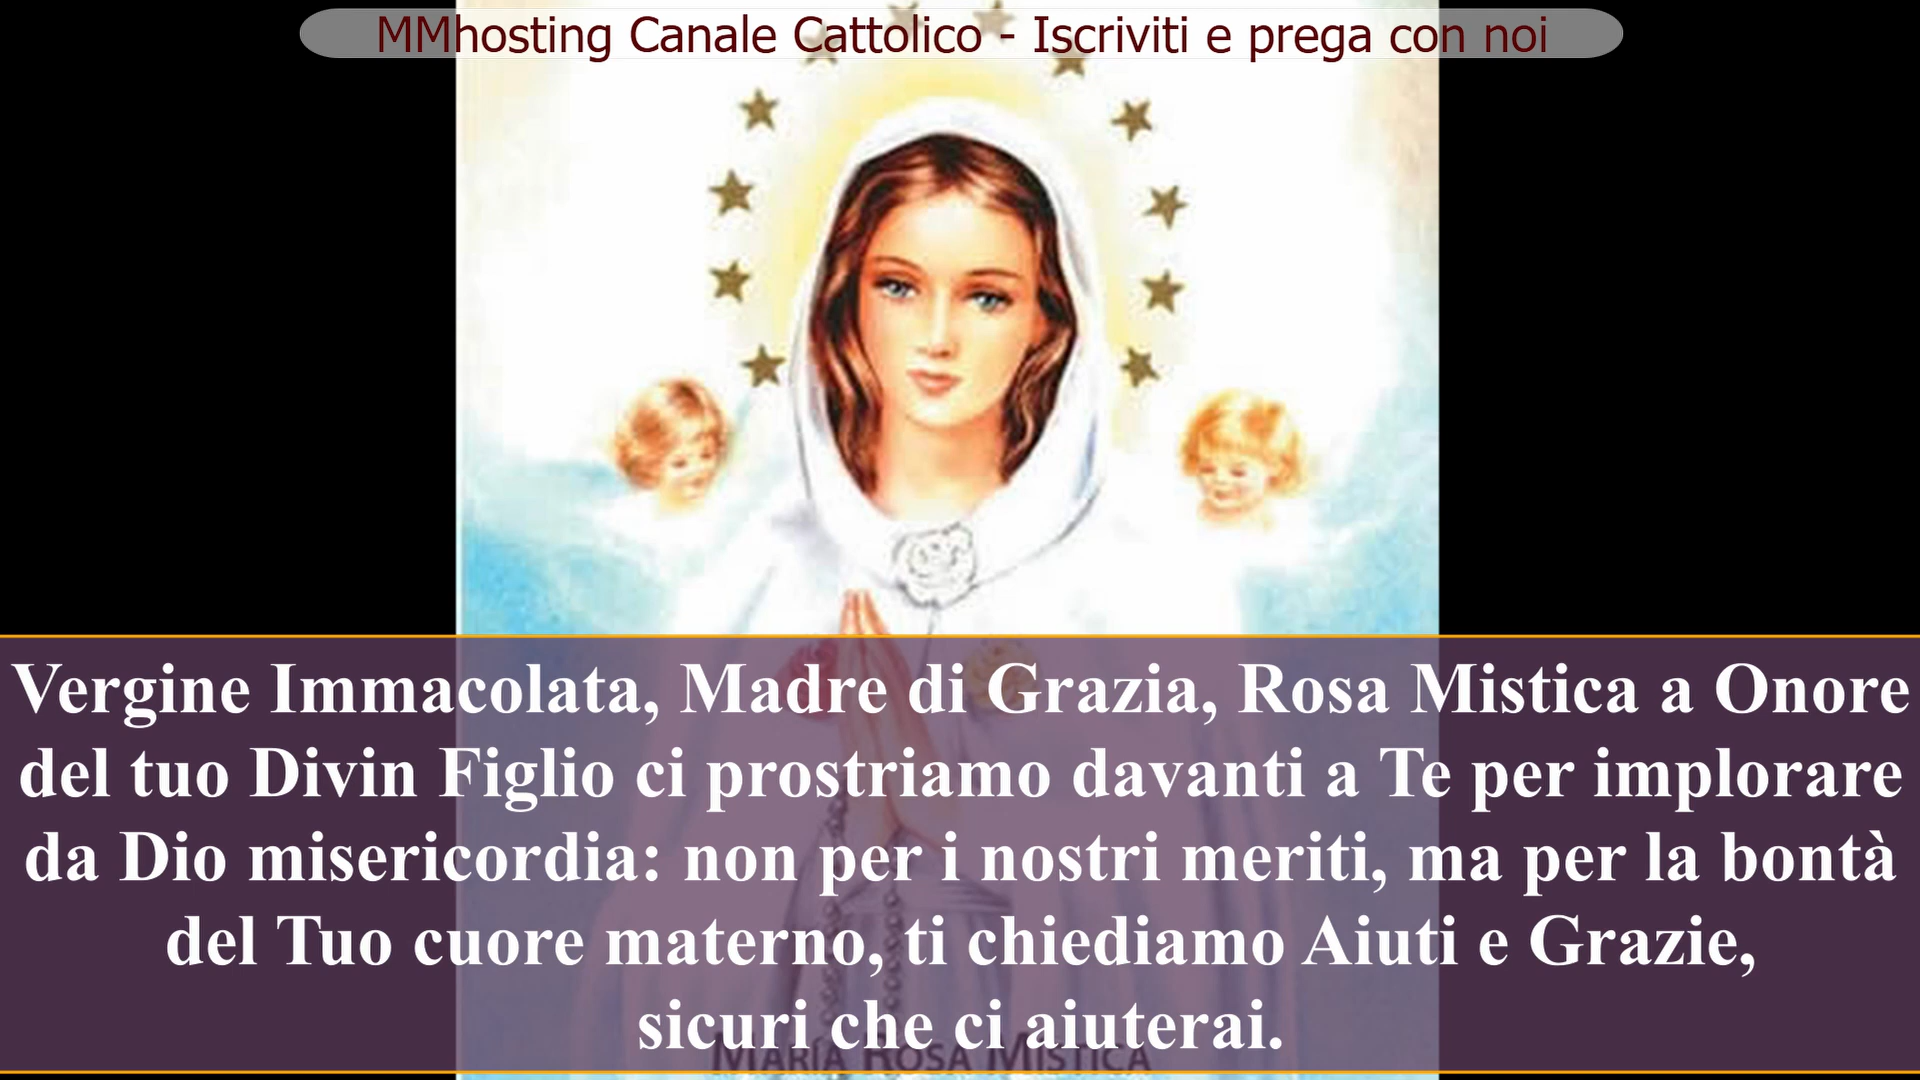 MMhosting Canale Cattolico - Iscriviti e prega con noi
Vergine Immacolata, Madre di Grazia, Rosa Mistica a Onore
del tuo Divin Figlio ci prostriamo davanti a Te per implorare
da Dio misericordia: non per i nostri meriti, ma per la bontà
del Tuo cuore materno, ti chiediamo Aiuti e Grazie,
sicuri che ci aiuterai.
MARÍA ROSA MISTICA